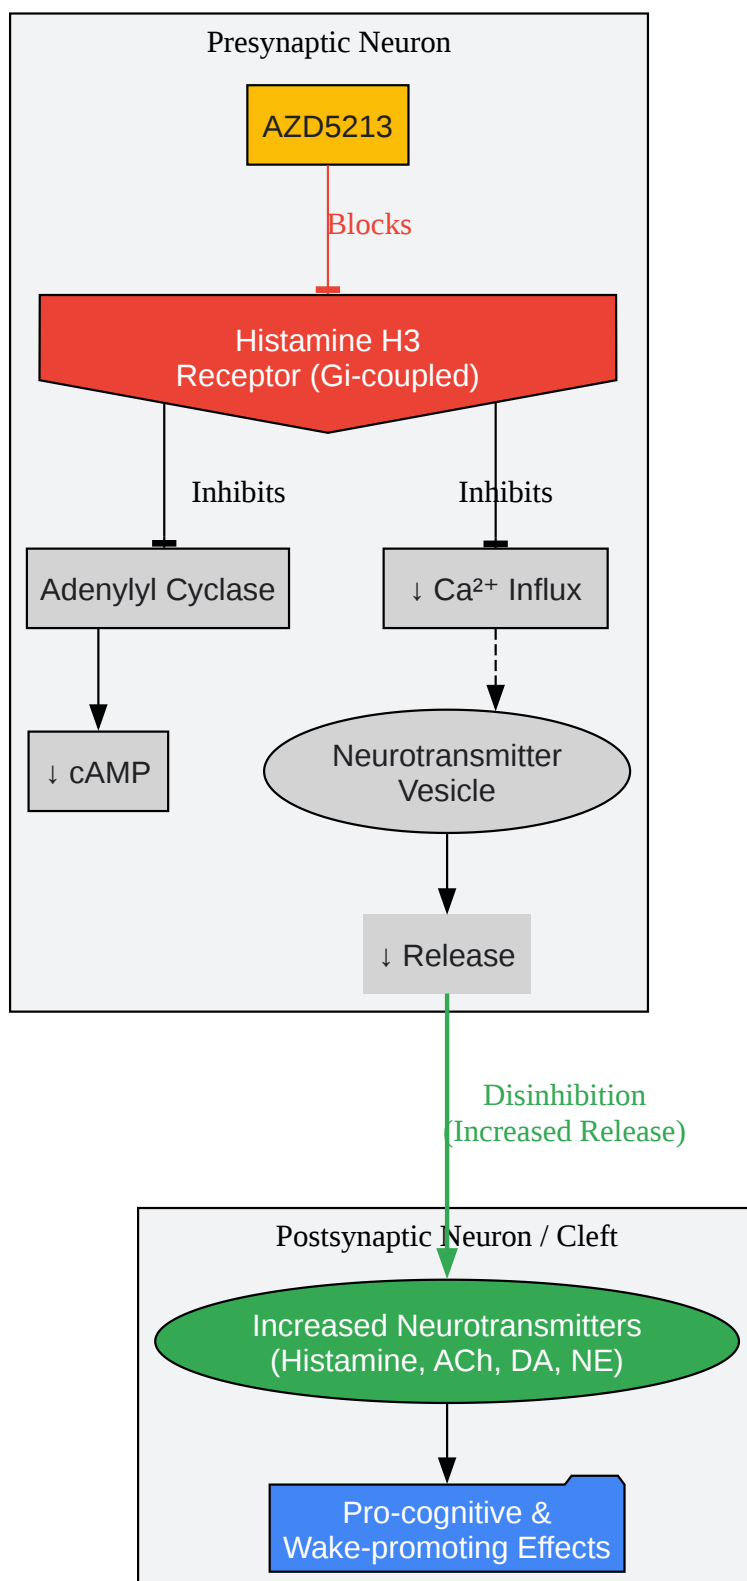 Presynaptic Neuron
AZD5213
Blocks
Histamine H3
Receptor (Gi-coupled)
Inhibits
Inhibits
Adenylyl Cyclase
↓ Ca²⁺ Influx
↓ cAMP
Neurotransmitter
Vesicle
↓ Release
Disinhibition
(Increased Release)
Postsynaptic Neuron / Cleft
Increased Neurotransmitters
(Histamine, ACh, DA, NE)
Pro-cognitive &
Wake-promoting Effects